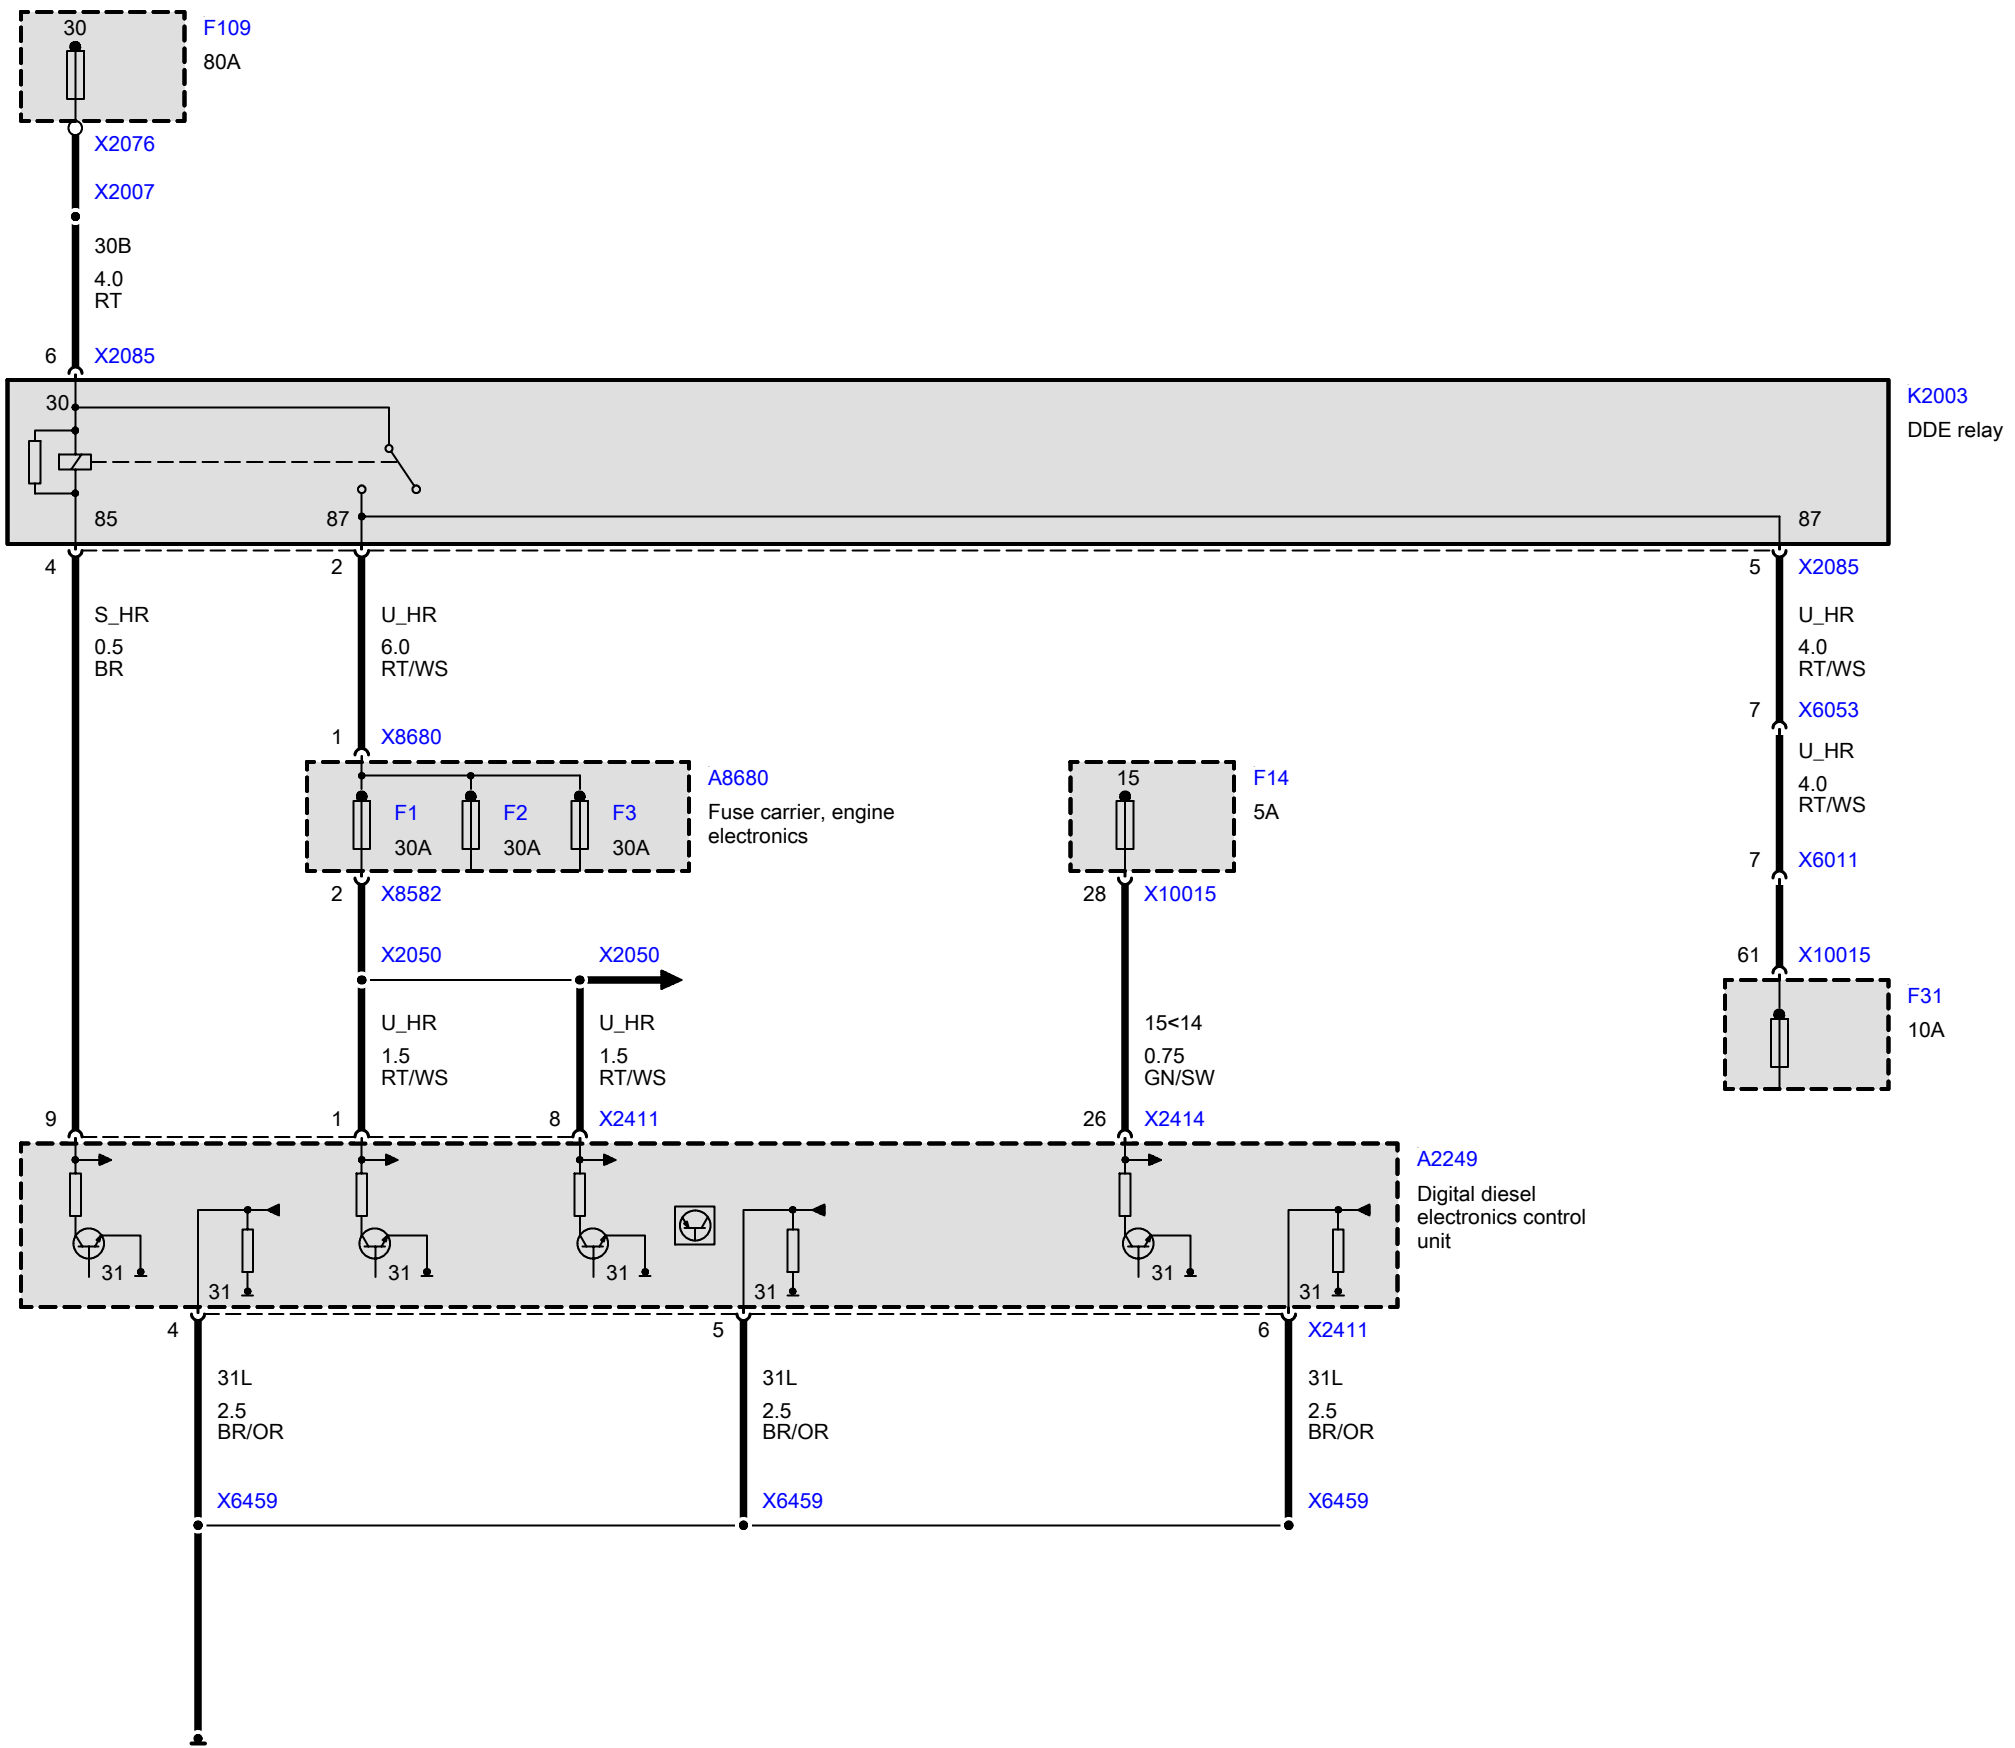 30
F109
80A
X2076
X2007
30B
4.0
RT
6
X2085
30
K2003
DDE relay
85
87
87
4
2
5
X2085
S_HR
0.5
BR
U_HR
6.0
RT/WS
U_HR
4.0
RT/WS
7
X6053
1
X8680
U_HR
4.0
RT/WS
A8680
Fuse carrier, engine
electronics
F1
30A
F2
30A
F3
30A
15
F14
5A
7
X6011
2
X8582
28
X10015
X2050
X2050
61
X10015
F31
10A
U_HR
1.5
RT/WS
U_HR
1.5
RT/WS
15<14
0.75
GN/SW
9
1
8
X2411
26
X2414
A2249
Digital diesel
electronics control
unit
31
31
31
31
31
31
31
4
5
6
X2411
31L
2.5
BR/OR
31L
2.5
BR/OR
31L
2.5
BR/OR
X6459
X6459
X6459